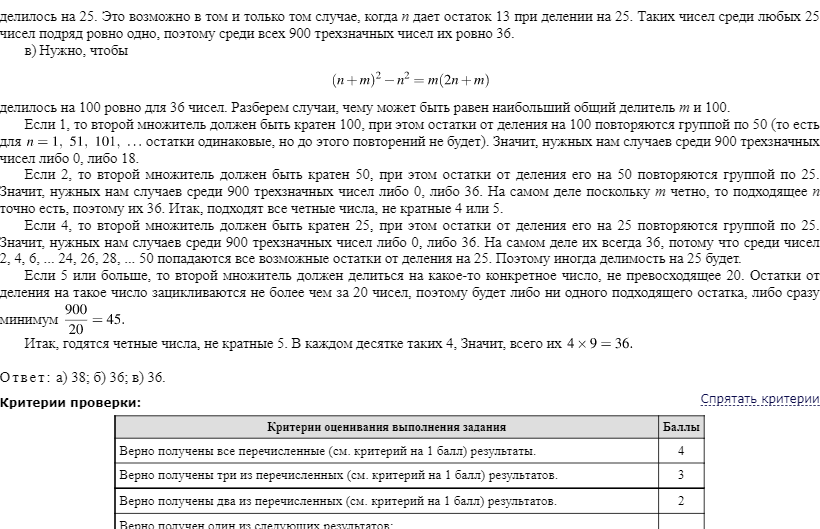 делилось на 25. Это возможно в том и только том случае, когда n дает остаток 13 при делении на 25. Таких чисел среди любых 25
чисел подряд ровно одно, поэтому среди всех 900 трехзначных чисел их ровно 36.
в) Нужно, чтобы
(n + m)² − n² = m(2n + m)
делилось на 100 ровно для 36 чисел. Разберем случаи, чему может быть равен наибольший общий делитель m и 100.
Если 1, то второй множитель должен быть кратен 100, при этом остатки от деления на 100 повторяются группой по 50 (то есть
для n = 1, 51, 101, … остатки одинаковые, но до этого повторений не будет). Значит, нужных нам случаев среди 900 трехзначных
чисел либо 0, либо 18.
Если 2, то второй множитель должен быть кратен 50, при этом остатки от деления его на 50 повторяются группой по 25.
Значит, нужных нам случаев среди 900 трехзначных чисел либо 0, либо 36. На самом деле поскольку m четно, то подходящее n
точно есть, поэтому их 36. Итак, подходят все четные числа, не кратные 4 или 5.
Если 4, то второй множитель должен быть кратен 25, при этом остатки от деления его на 25 повторяются группой по 25.
Значит, нужных нам случаев среди 900 трехзначных чисел либо 0, либо 36. На самом деле их всегда 36, потому что среди чисел
2, 4, 6, ... 24, 26, 28, ... 50 попадаются все возможные остатки от деления на 25. Поэтому иногда делимость на 25 будет.
Если 5 или больше, то второй множитель должен делиться на какое-то конкретное число, не превосходящее 20. Остатки от
деления на такое число зацикливаются не более чем за 20 чисел, поэтому будет либо ни одного подходящего остатка, либо сразу
минимум 900/20 = 45.
Итак, годятся четные числа, не кратные 5. В каждом десятке таких 4, Значит, всего их 4 × 9 = 36.
Ответ: а) 38; б) 36; в) 36.
Критерии проверки: Спрятать критерии
Критерии оценивания выполнения задания Баллы
Верно получены все перечисленные (см. критерий на 1 балл) результаты. 4
Верно получены три из перечисленных (см. критерий на 1 балл) результатов. 3
Верно получены два из перечисленных (см. критерий на 1 балл) результатов. 2
Верно получен один из следующих результатов: